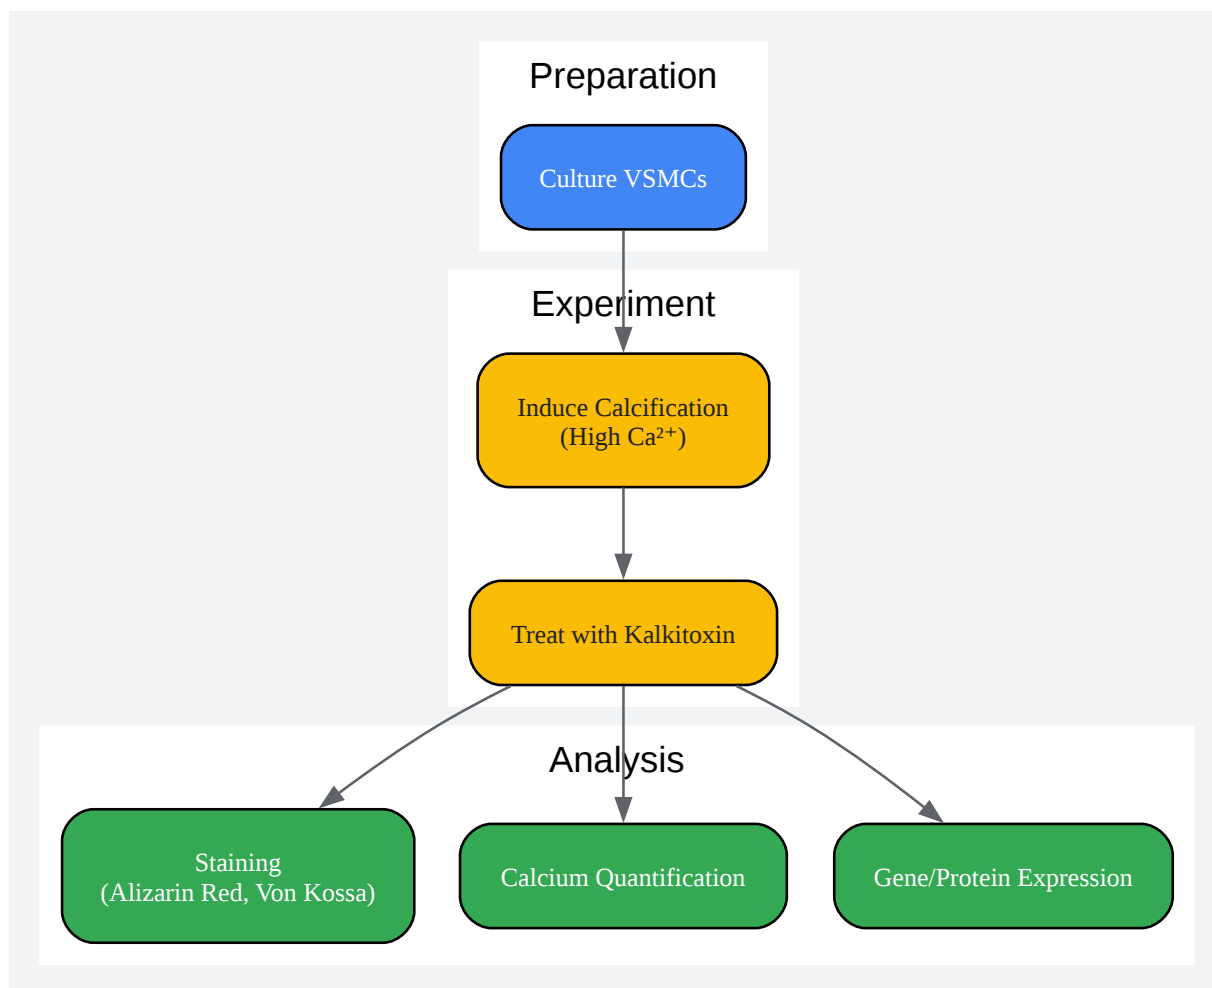 Preparation
Culture VSMCs
Experiment
Induce Calcification
(High Ca²⁺)
Treat with Kalkitoxin
Analysis
Staining
(Alizarin Red, Von Kossa)
Calcium Quantification
Gene/Protein Expression